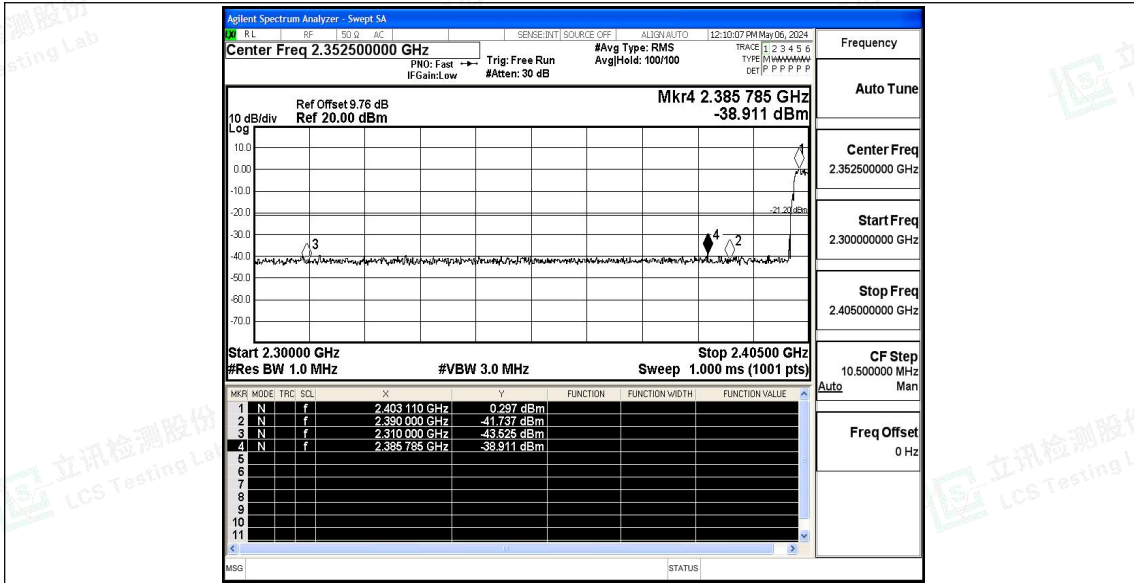 Agilent Spectrum Analyzer - Swept SA
RL RF 50 Ω AC SENSE:INT SOURCE OFF ALIGN AUTO 12:10:07 PM May 06, 2024
Center Freq 2.352500000 GHz
PNO: Fast
IFGain:Low
Trig: Free Run
#Atten: 30 dB
#Avg Type: RMS
Avg|Hold: 100/100
TRACE 1 2 3 4 5 6
TYPE M WWWWW
DET P P P P P P
Ref Offset 9.76 dB
10 dB/div Ref 20.00 dBm
Log
Mkr4 2.385 785 GHz
-38.911 dBm
10.0
0.00
-10.0
-20.0
-30.0
-40.0
-50.0
-60.0
-70.0
1
-21.20 dBm
3
4
2
Start 2.30000 GHz Stop 2.40500 GHz
#Res BW 1.0 MHz #VBW 3.0 MHz Sweep 1.000 ms (1001 pts)
MKR MODE TRC SCL X Y FUNCTION FUNCTION WIDTH FUNCTION VALUE
1 N f 2.403 110 GHz 0.297 dBm
2 N f 2.390 000 GHz -41.737 dBm
3 N f 2.310 000 GHz -43.525 dBm
4 N f 2.385 785 GHz -38.911 dBm
5
6
7
8
9
10
11
MSG STATUS
Frequency
Auto Tune
Center Freq
2.352500000 GHz
Start Freq
2.300000000 GHz
Stop Freq
2.405000000 GHz
CF Step
10.500000 MHz
Auto Man
Freq Offset
0 Hz
立讯检测股份
LCS Testing Lab